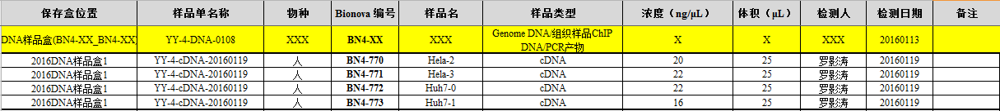 保存盒位置 样品单名称 物种 Bionova 编号 样品名 样品类型 浓度（ng/μL） 体积（μL） 检测人 检测日期 备注
DNA样品盒(BN4-XX_BN4-XX) YY-4-DNA-0108 XXX BN4-XX XXX Genome DNA/组织样品ChIP X X XXX 20160113
DNA/PCR产物
2016DNA样品盒1 YY-4-cDNA-20160119 人 BN4-770 Hela-2 cDNA 20 25 罗影涛 20160119
2016DNA样品盒1 YY-4-cDNA-20160119 人 BN4-771 Hela-3 cDNA 22 25 罗影涛 20160119
2016DNA样品盒1 YY-4-cDNA-20160119 人 BN4-772 Huh7-0 cDNA 22 25 罗影涛 20160119
2016DNA样品盒1 YY-4-cDNA-20160119 人 BN4-773 Huh7-1 cDNA 16 25 罗影涛 20160119